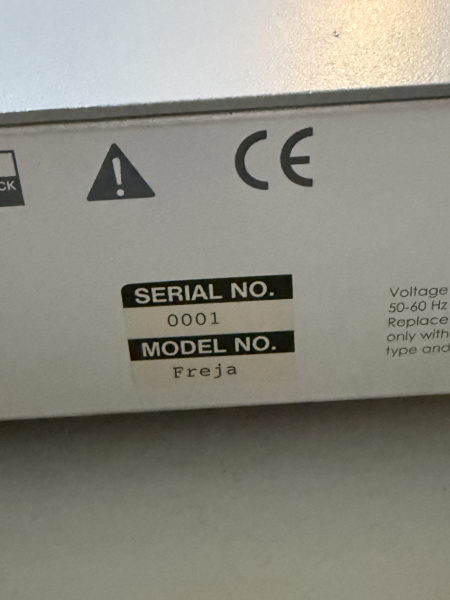 CK
!
CE
SERIAL NO.
0001
MODEL NO.
Freja
Voltage
50-60 Hz
Replace
only with
type and